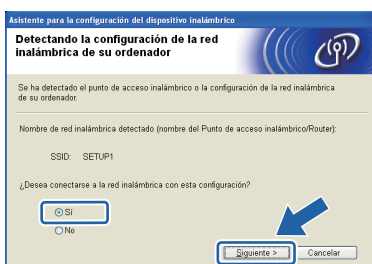 Asistente para la configuración del dispositivo inalámbrico
Detectando la configuración de la red
inalámbrica de su ordenador
Se ha detectado el punto de acceso inalámbrico o la configuración de la red inalámbrica
de su ordenador.
Nombre de red inalámbrica detectado (nombre del Punto de acceso inalámbrico/Router):
SSID: SETUP1
¿Desea conectarse a la red inalámbrica con esta configuración?
Sí
No
Siguiente > Cancelar